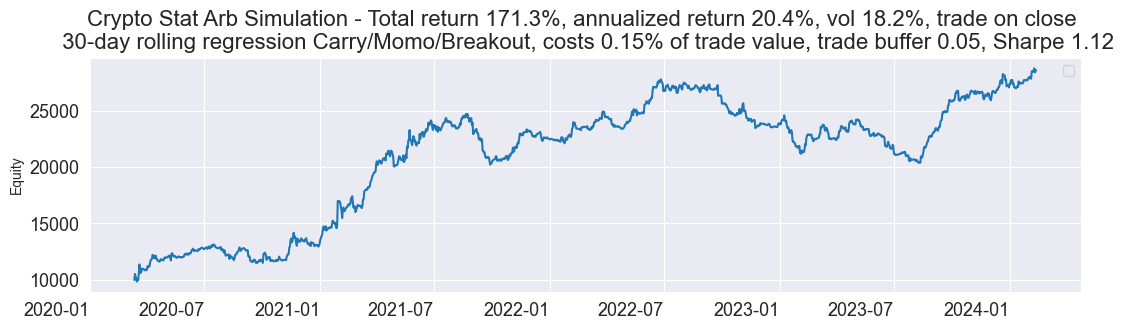 Crypto Stat Arb Simulation - Total return 171.3%, annualized return 20.4%, vol 18.2%, trade on close
30-day rolling regression Carry/Momo/Breakout, costs 0.15% of trade value, trade buffer 0.05, Sharpe 1.12
25000
20000
15000
10000
Equity
2020-01 2020-07 2021-01 2021-07 2022-01 2022-07 2023-01 2023-07 2024-01